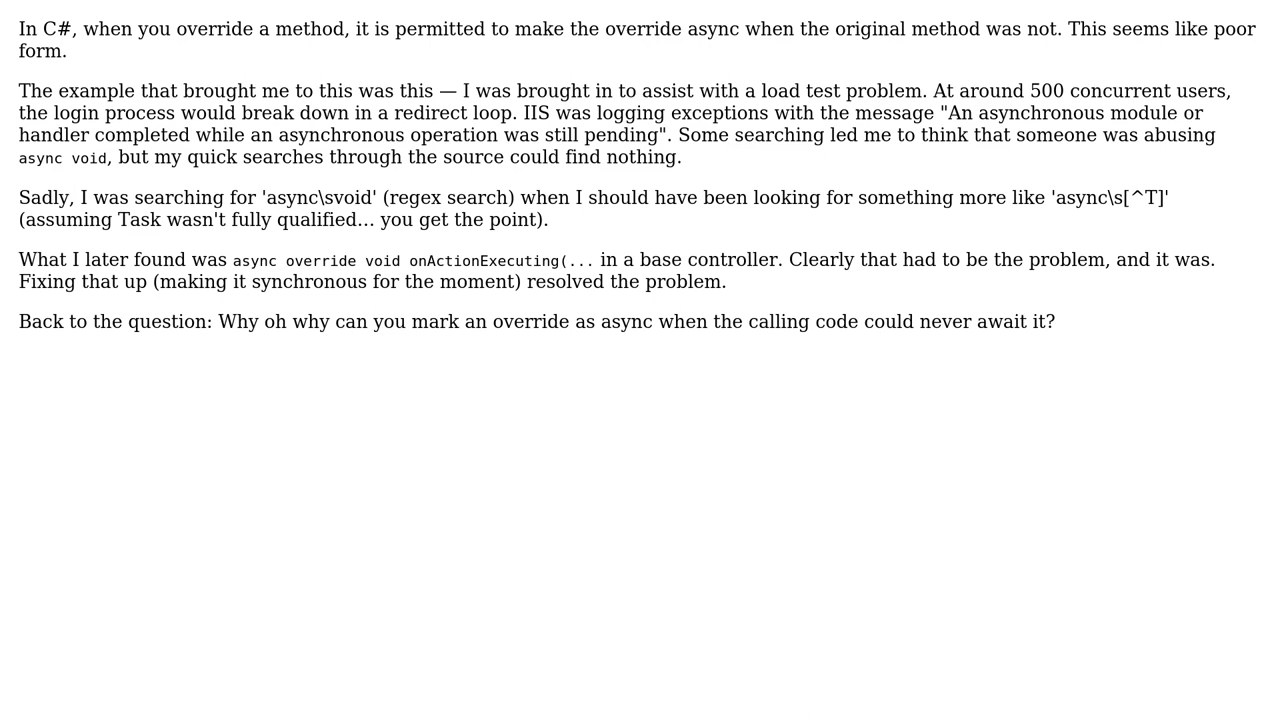 In C#, when you override a method, it is permitted to make the override async when the original method was not. This seems like poor
form.
The example that brought me to this was this — I was brought in to assist with a load test problem. At around 500 concurrent users,
the login process would break down in a redirect loop. IIS was logging exceptions with the message "An asynchronous module or
handler completed while an asynchronous operation was still pending". Some searching led me to think that someone was abusing
async void, but my quick searches through the source could find nothing.
Sadly, I was searching for 'async\svoid' (regex search) when I should have been looking for something more like 'async\s[^T]'
(assuming Task wasn't fully qualified... you get the point).
What I later found was async override void onActionExecuting(... in a base controller. Clearly that had to be the problem, and it was.
Fixing that up (making it synchronous for the moment) resolved the problem.
Back to the question: Why oh why can you mark an override as async when the calling code could never await it?